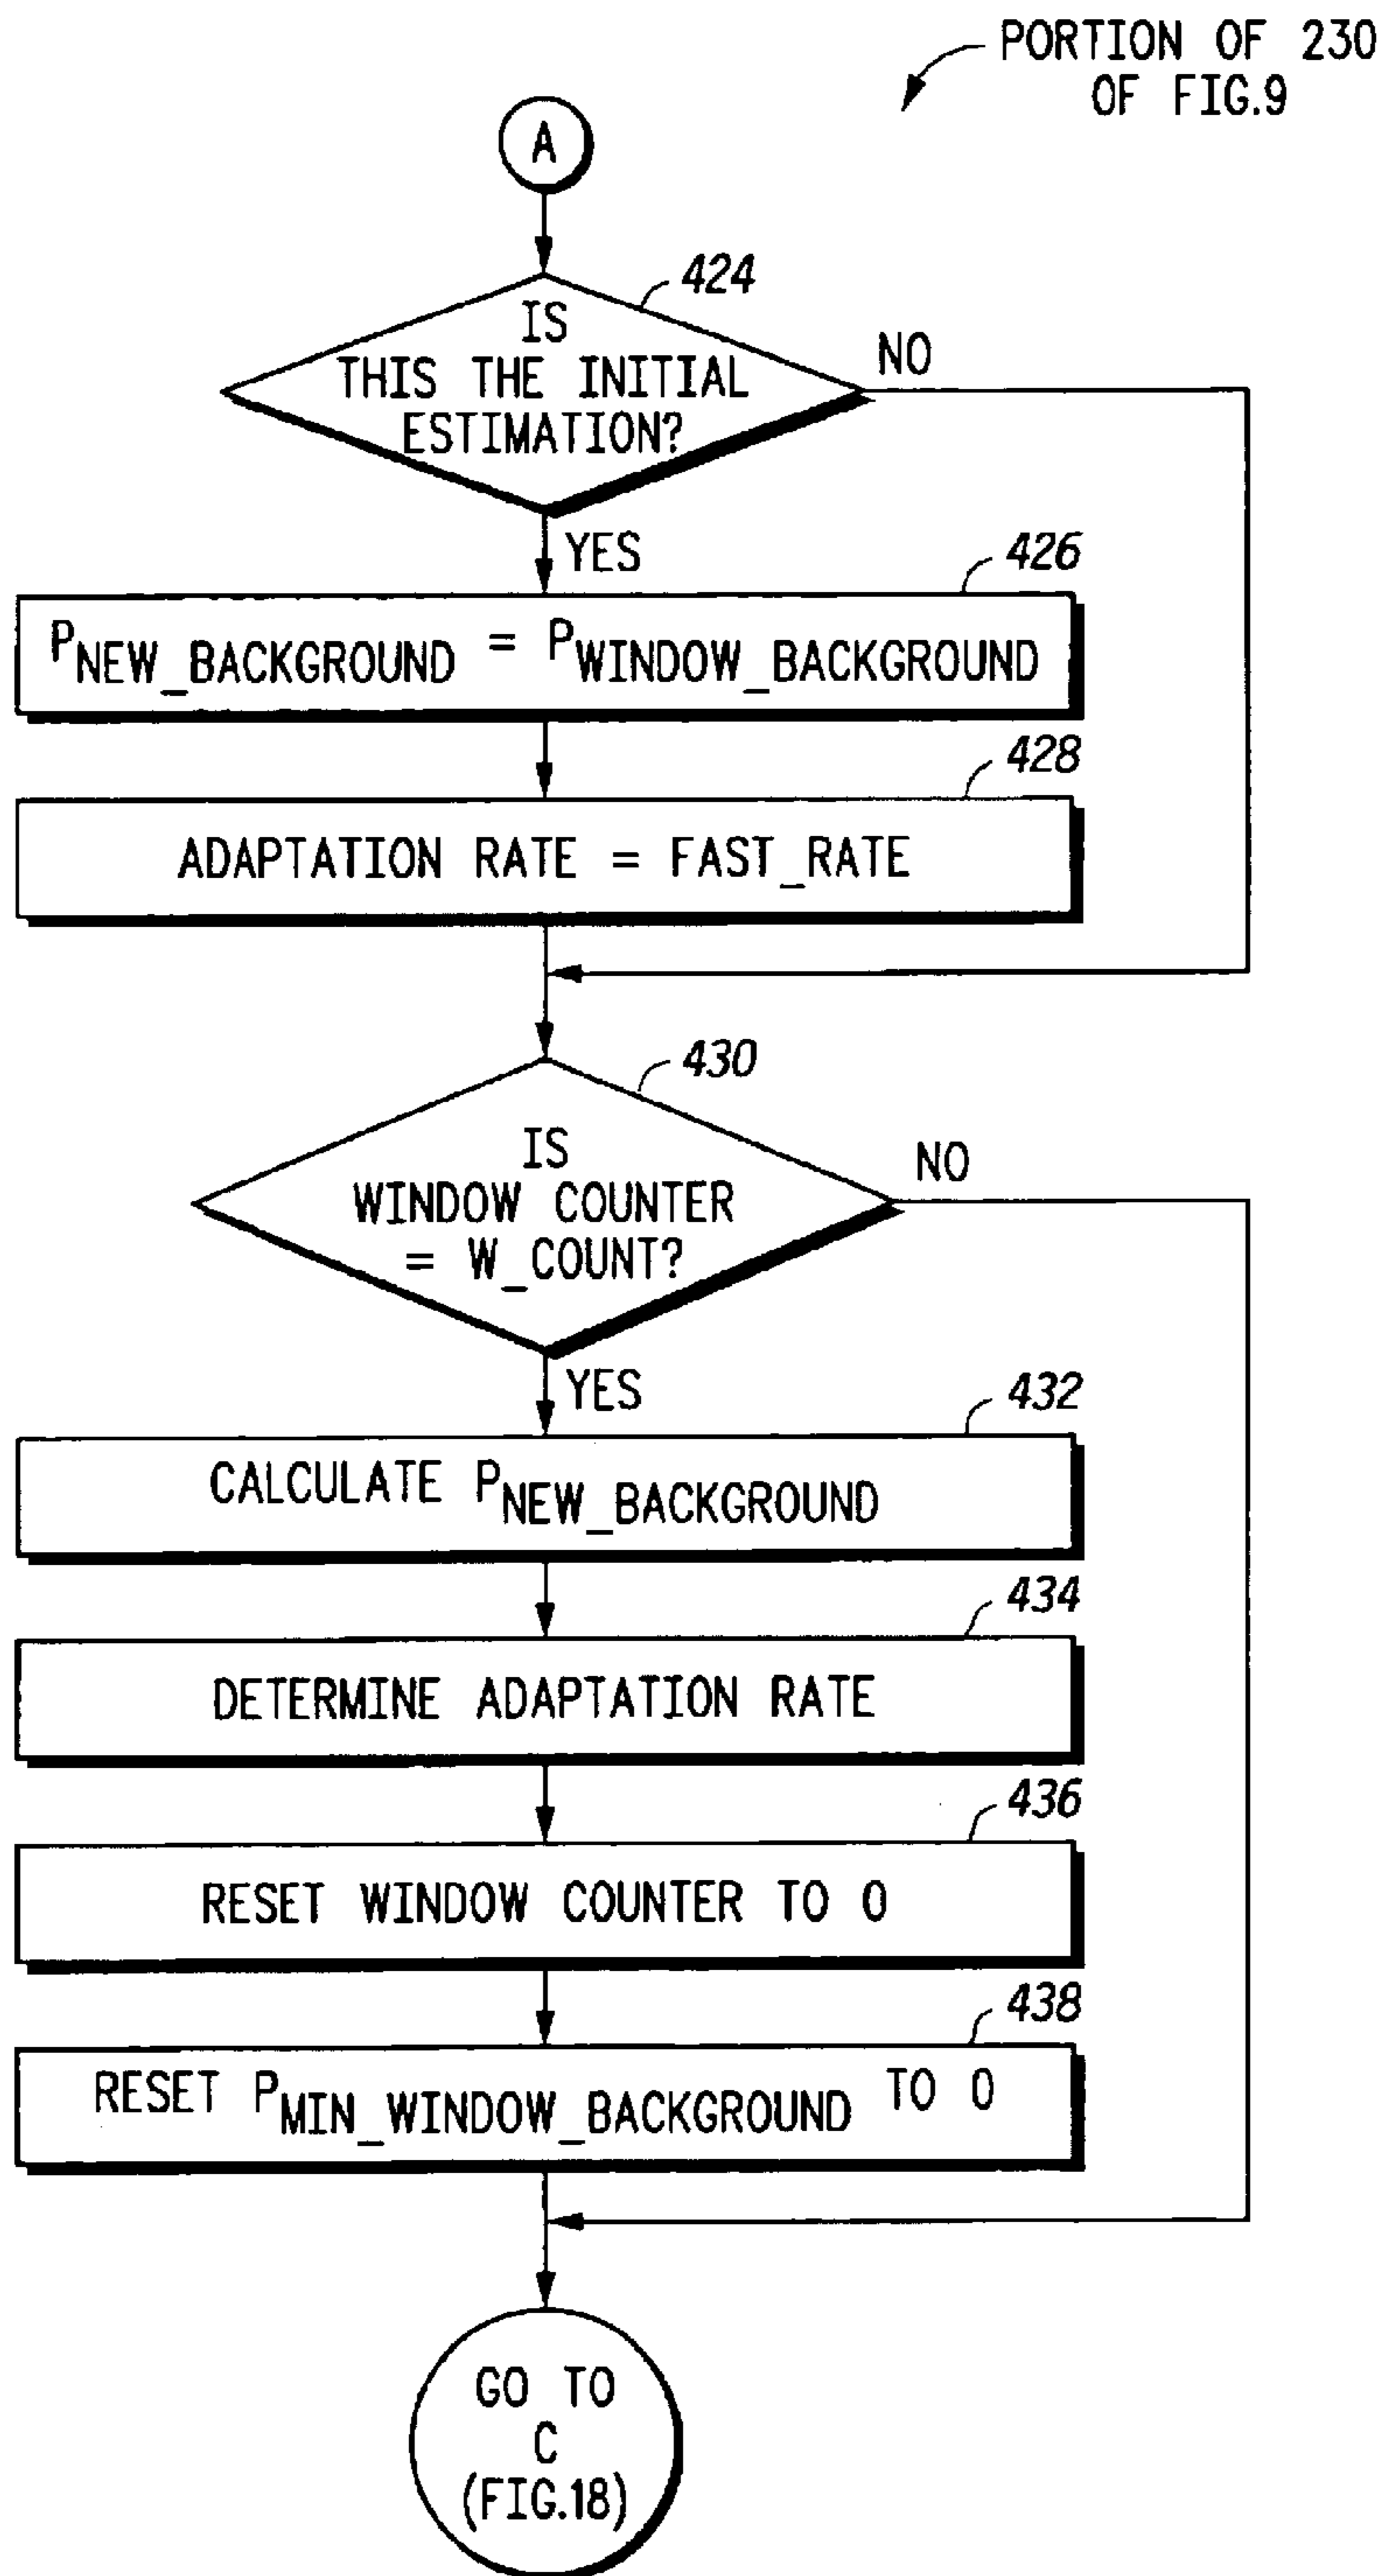 PORTION OF 230
OF FIG.9
A
424
IS
THIS THE INITIAL
ESTIMATION?
NO
YES
426
PNEW_BACKGROUND = PWINDOW_BACKGROUND
428
ADAPTATION RATE = FAST_RATE
430
IS
WINDOW COUNTER
= W_COUNT?
NO
YES
432
CALCULATE PNEW_BACKGROUND
434
DETERMINE ADAPTATION RATE
436
RESET WINDOW COUNTER TO 0
438
RESET PMIN_WINDOW_BACKGROUND TO 0
GO TO
C
(FIG.18)